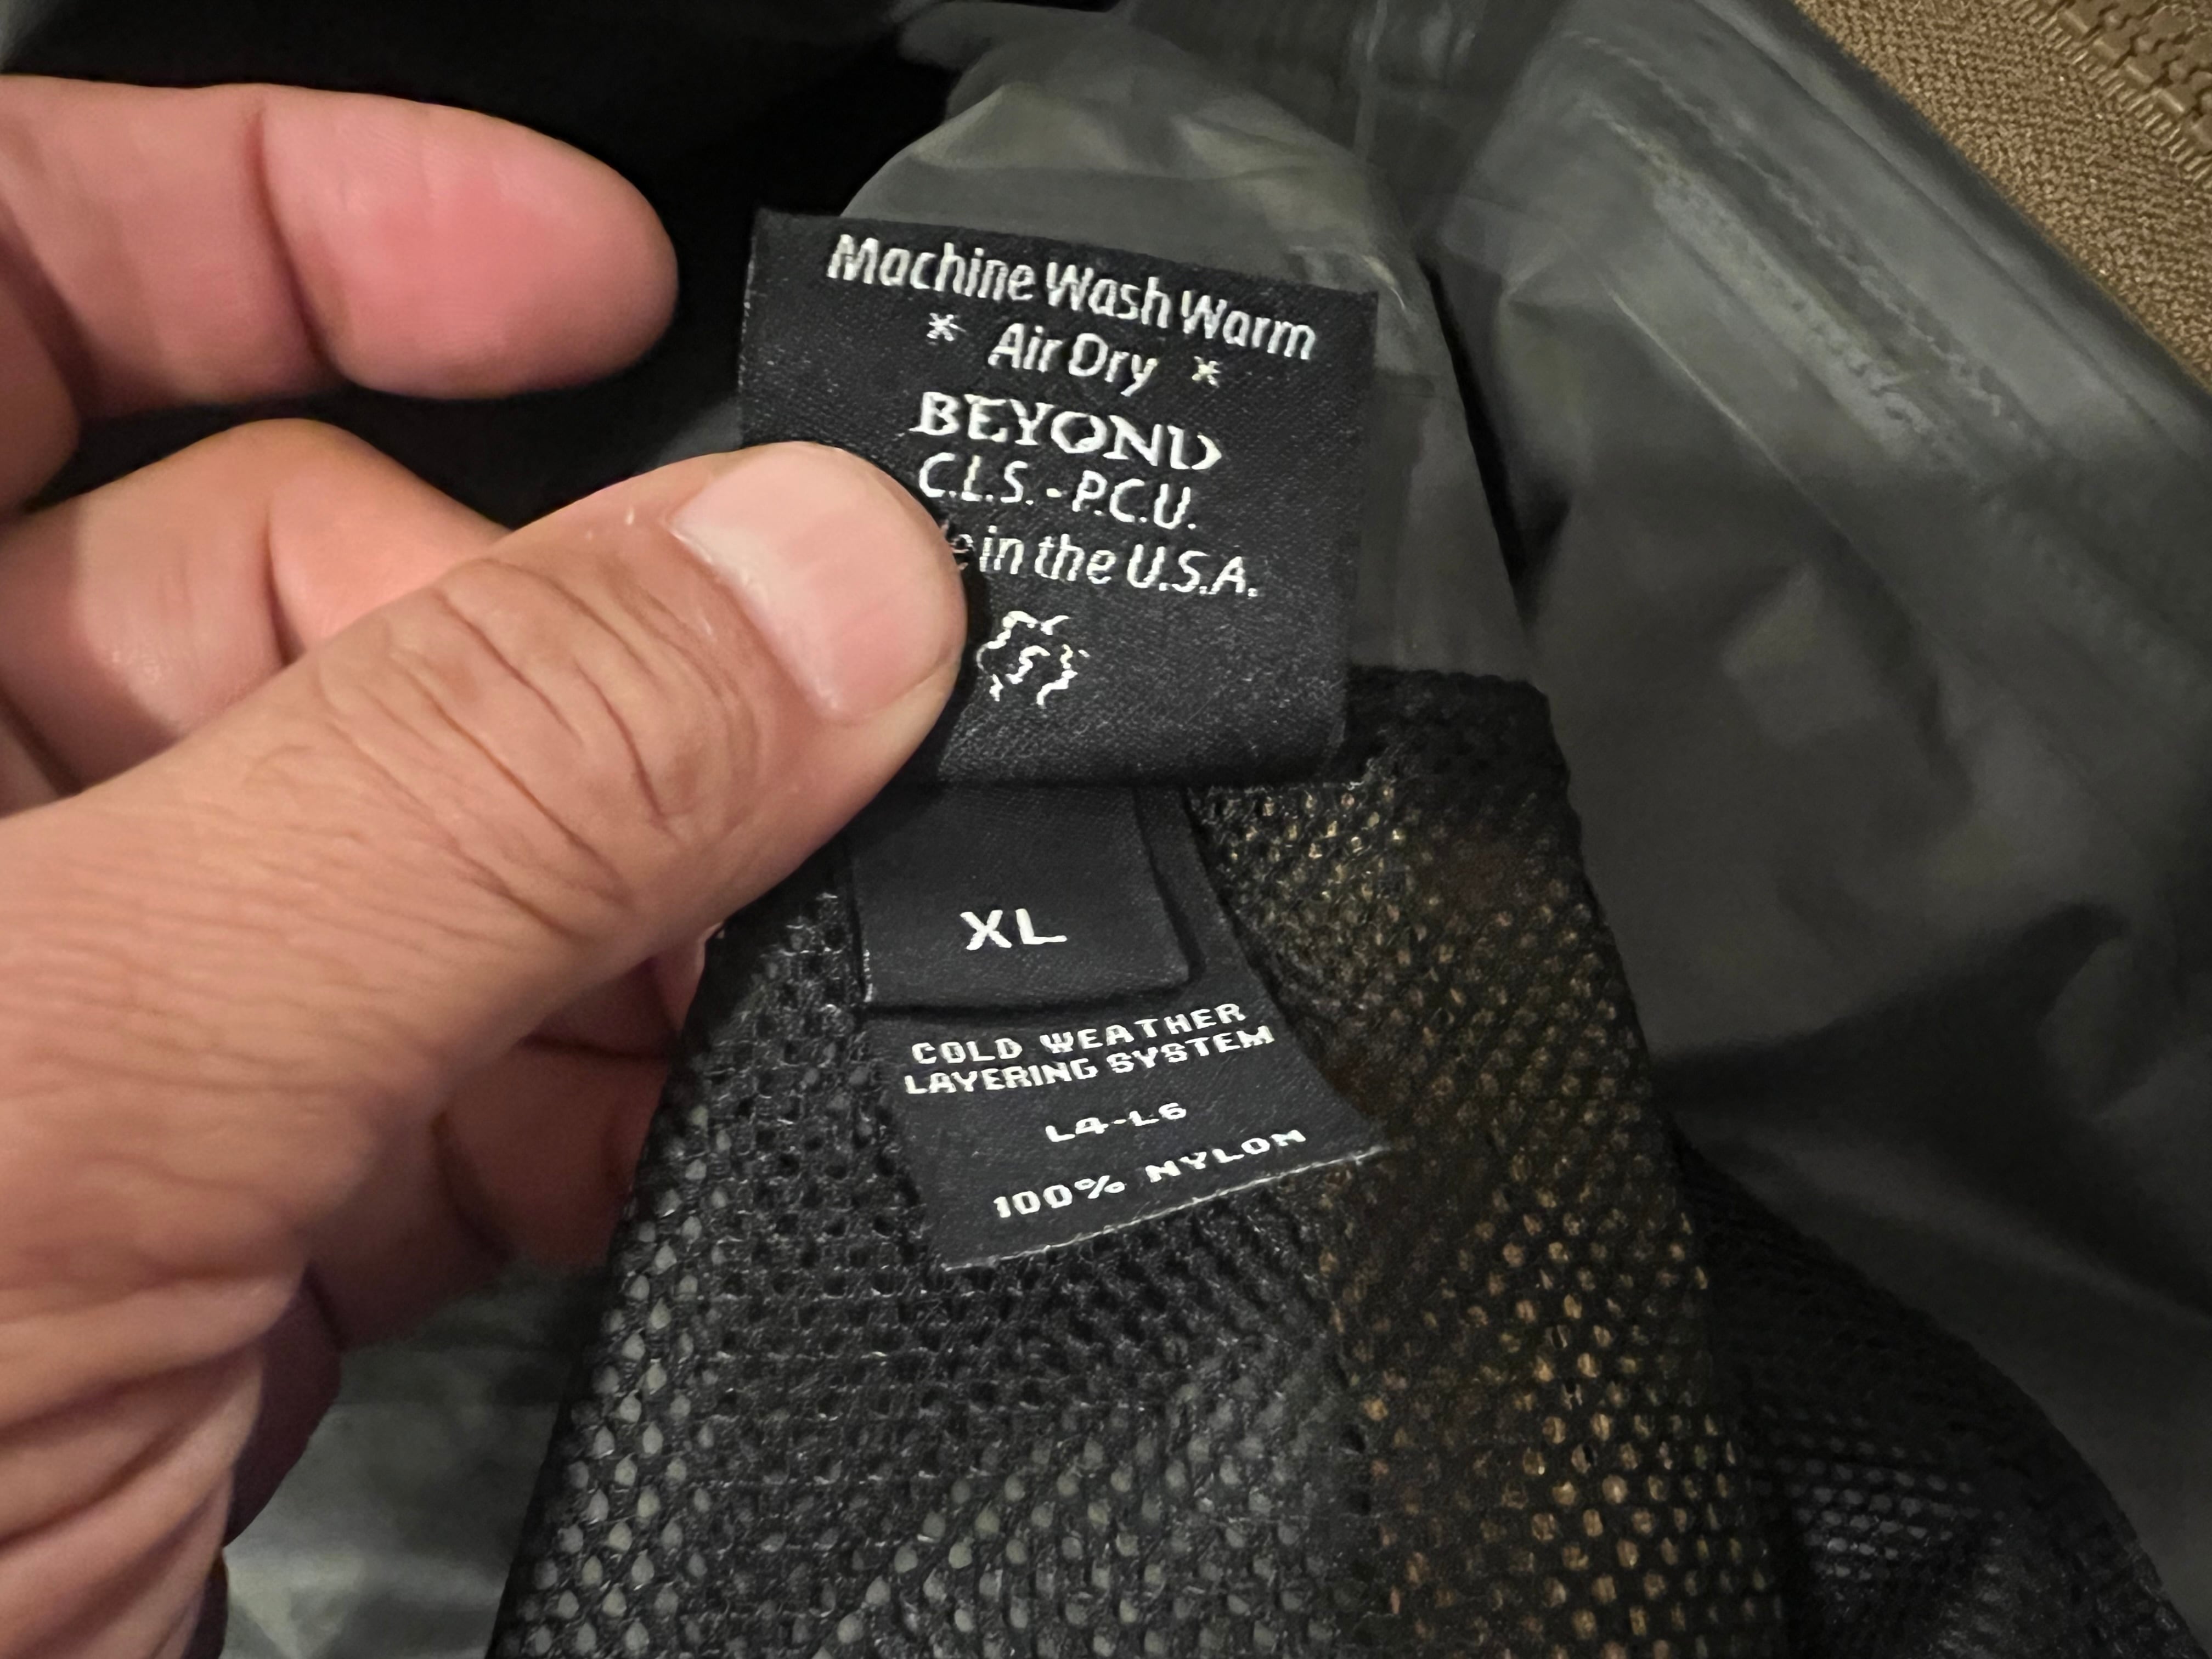 Machine Wash Warm
* Air Dry *
BEYOND
C.L.S. - P.C.U.
in the U.S.A.
XL
COLD WEATHER
LAYERING SYSTEM
L4-L6
100% NYLON